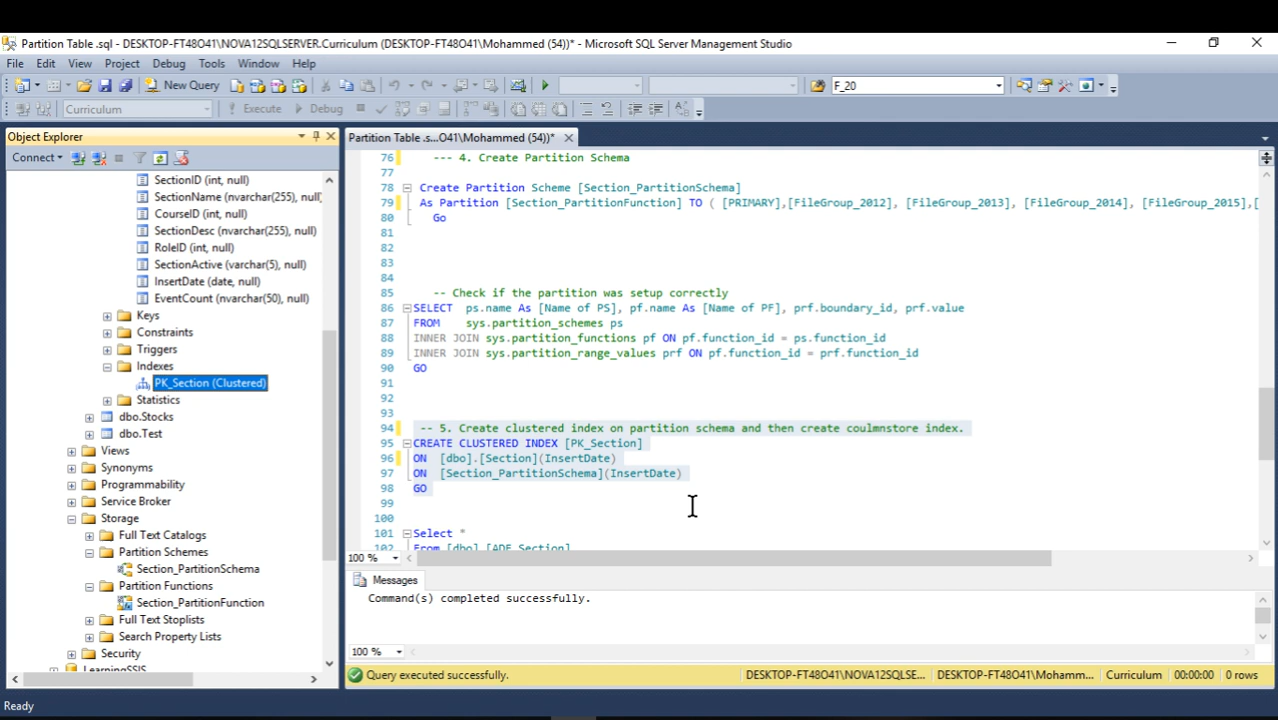 Partition Table .sql - DESKTOP-FT48O41\NOVA12SQLSERVER.Curriculum (DESKTOP-FT48O41\Mohammed (54))* - Microsoft SQL Server Management Studio
File Edit View Project Debug Tools Window Help
New Query F_20
Curriculum Execute Debug
Object Explorer
Connect
SectionID (int, null)
SectionName (nvarchar(255), null)
CourseID (int, null)
SectionDesc (nvarchar(255), null)
RoleID (int, null)
SectionActive (varchar(5), null)
InsertDate (date, null)
EventCount (nvarchar(50), null)
Keys
Constraints
Triggers
Indexes
PK_Section (Clustered)
Statistics
dbo.Stocks
dbo.Test
Views
Synonyms
Programmability
Service Broker
Storage
Full Text Catalogs
Partition Schemes
Section_PartitionSchema
Partition Functions
Section_PartitionFunction
Full Text Stoplists
Search Property Lists
Security
LearningSSIS
Partition Table .s...O41\Mohammed (54))*
76 --- 4. Create Partition Schema
77
78 Create Partition Scheme [Section_PartitionSchema]
79 As Partition [Section_PartitionFunction] TO ( [PRIMARY],[FileGroup_2012], [FileGroup_2013], [FileGroup_2014], [FileGroup_2015],[
80 Go
81
82
83
84
85 -- Check if the partition was setup correctly
86 SELECT ps.name As [Name of PS], pf.name As [Name of PF], prf.boundary_id, prf.value
87 FROM sys.partition_schemes ps
88 INNER JOIN sys.partition_functions pf ON pf.function_id = ps.function_id
89 INNER JOIN sys.partition_range_values prf ON pf.function_id = prf.function_id
90 GO
91
92
93
94 -- 5. Create clustered index on partition schema and then create coulmnstore index.
95 CREATE CLUSTERED INDEX [PK_Section]
96 ON [dbo].[Section](InsertDate)
97 ON [Section_PartitionSchema](InsertDate)
98 GO
99
100
101 Select *
102 From [dbo].[ADF_Section]
100 %
Messages
Command(s) completed successfully.
100 %
Query executed successfully. DESKTOP-FT48O41\NOVA12SQLSE... DESKTOP-FT48O41\Mohamm... Curriculum 00:00:00 0 rows
Ready